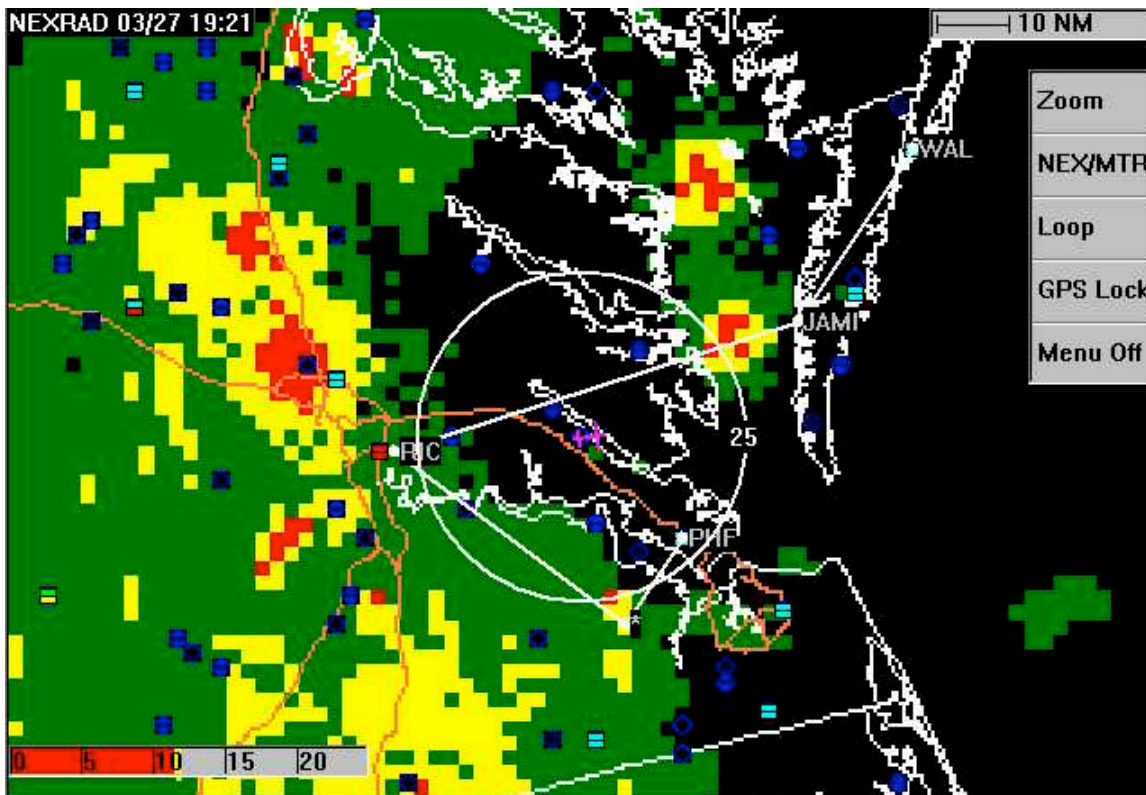 NEXRAD 03/27 19:21
10 NM
Zoom
WAL
NEX/MTR
Loop
GPS Lock
JAMI
Menu Off
25
RIC
PHF
*
0 5 10 15 20